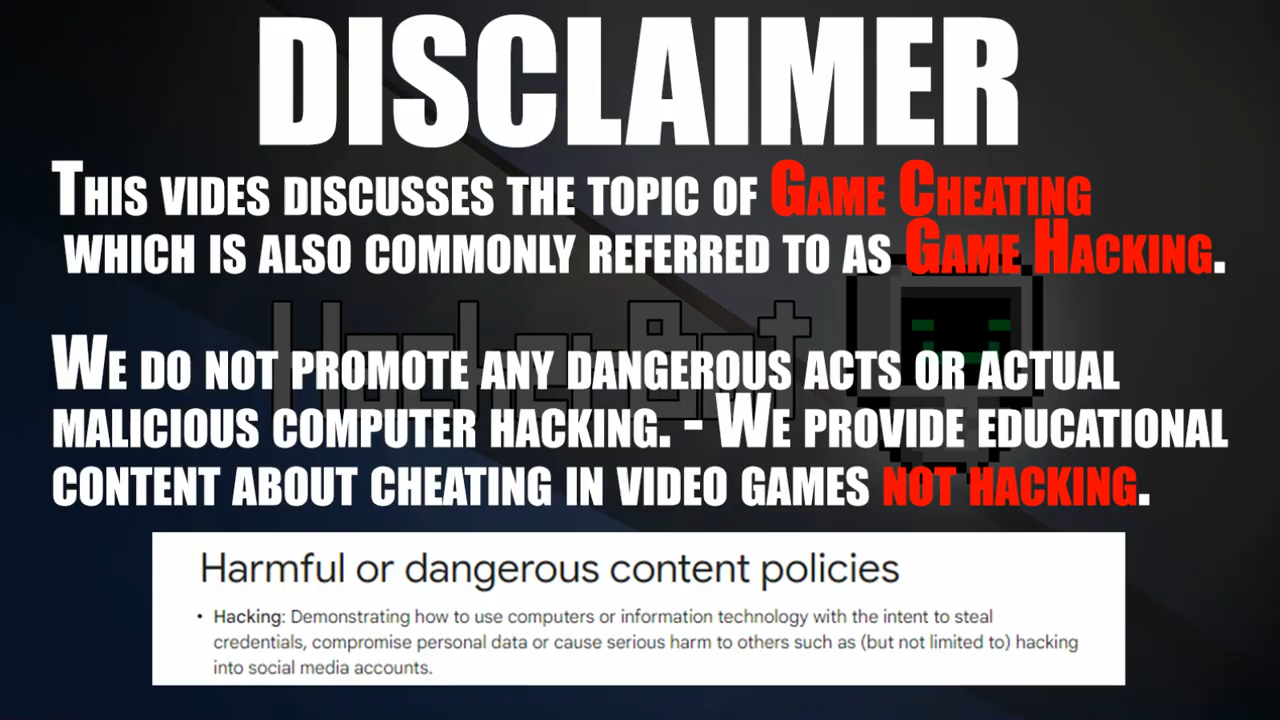 DISCLAIMER
THIS VIDES DISCUSSES THE TOPIC OF GAME CHEATING
WHICH IS ALSO COMMONLY REFERRED TO AS GAME HACKING.
Hacker Bot
WE DO NOT PROMOTE ANY DANGEROUS ACTS OR ACTUAL
MALICIOUS COMPUTER HACKING. - WE PROVIDE EDUCATIONAL
CONTENT ABOUT CHEATING IN VIDEO GAMES NOT HACKING.
Harmful or dangerous content policies
• Hacking: Demonstrating how to use computers or information technology with the intent to steal
credentials, compromise personal data or cause serious harm to others such as (but not limited to) hacking
into social media accounts.